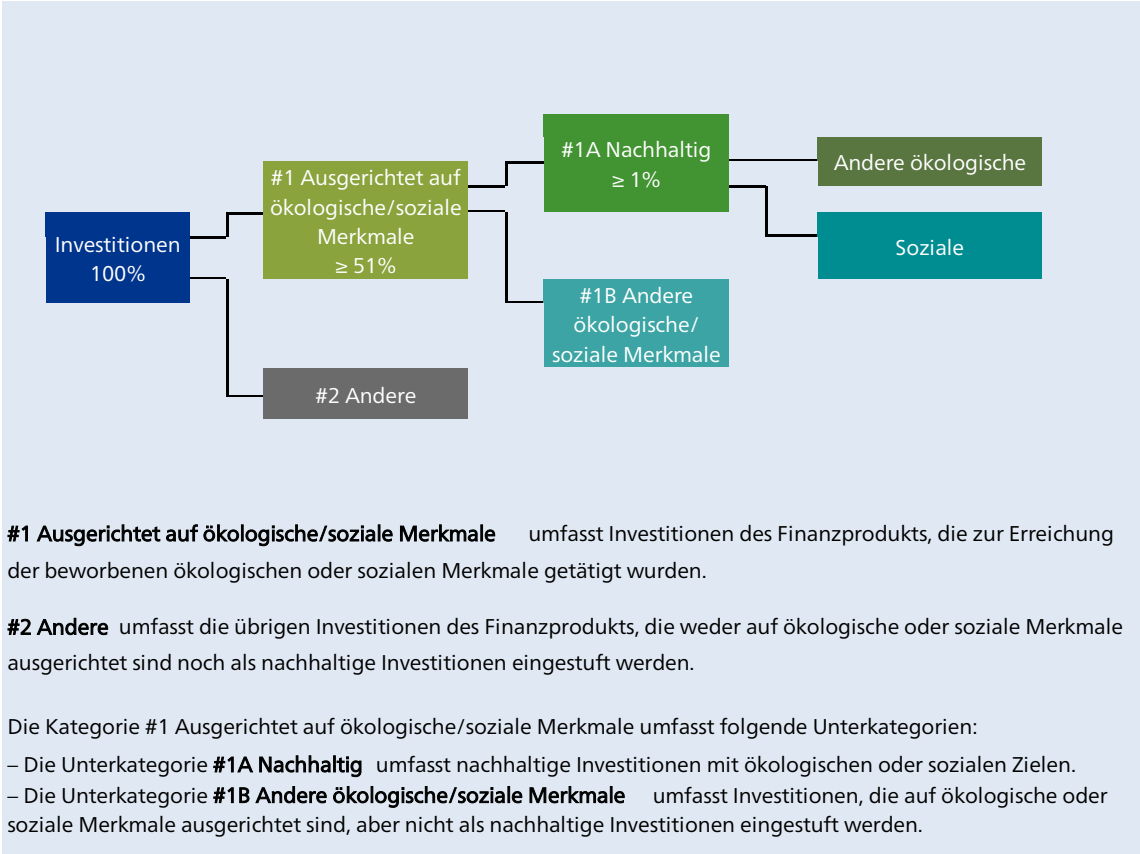 #1A Nachhaltig
≥ 1%
Andere ökologische
#1 Ausgerichtet auf
ökologische/soziale
Merkmale
≥ 51%
Investitionen
100%
Soziale
#1B Andere
ökologische/
soziale Merkmale
#2 Andere
#1 Ausgerichtet auf ökologische/soziale Merkmale umfasst Investitionen des Finanzprodukts, die zur Erreichung
der beworbenen ökologischen oder sozialen Merkmale getätigt wurden.
#2 Andere umfasst die übrigen Investitionen des Finanzprodukts, die weder auf ökologische oder soziale Merkmale
ausgerichtet sind noch als nachhaltige Investitionen eingestuft werden.
Die Kategorie #1 Ausgerichtet auf ökologische/soziale Merkmale umfasst folgende Unterkategorien:
– Die Unterkategorie #1A Nachhaltig umfasst nachhaltige Investitionen mit ökologischen oder sozialen Zielen.
– Die Unterkategorie #1B Andere ökologische/soziale Merkmale umfasst Investitionen, die auf ökologische oder
soziale Merkmale ausgerichtet sind, aber nicht als nachhaltige Investitionen eingestuft werden.